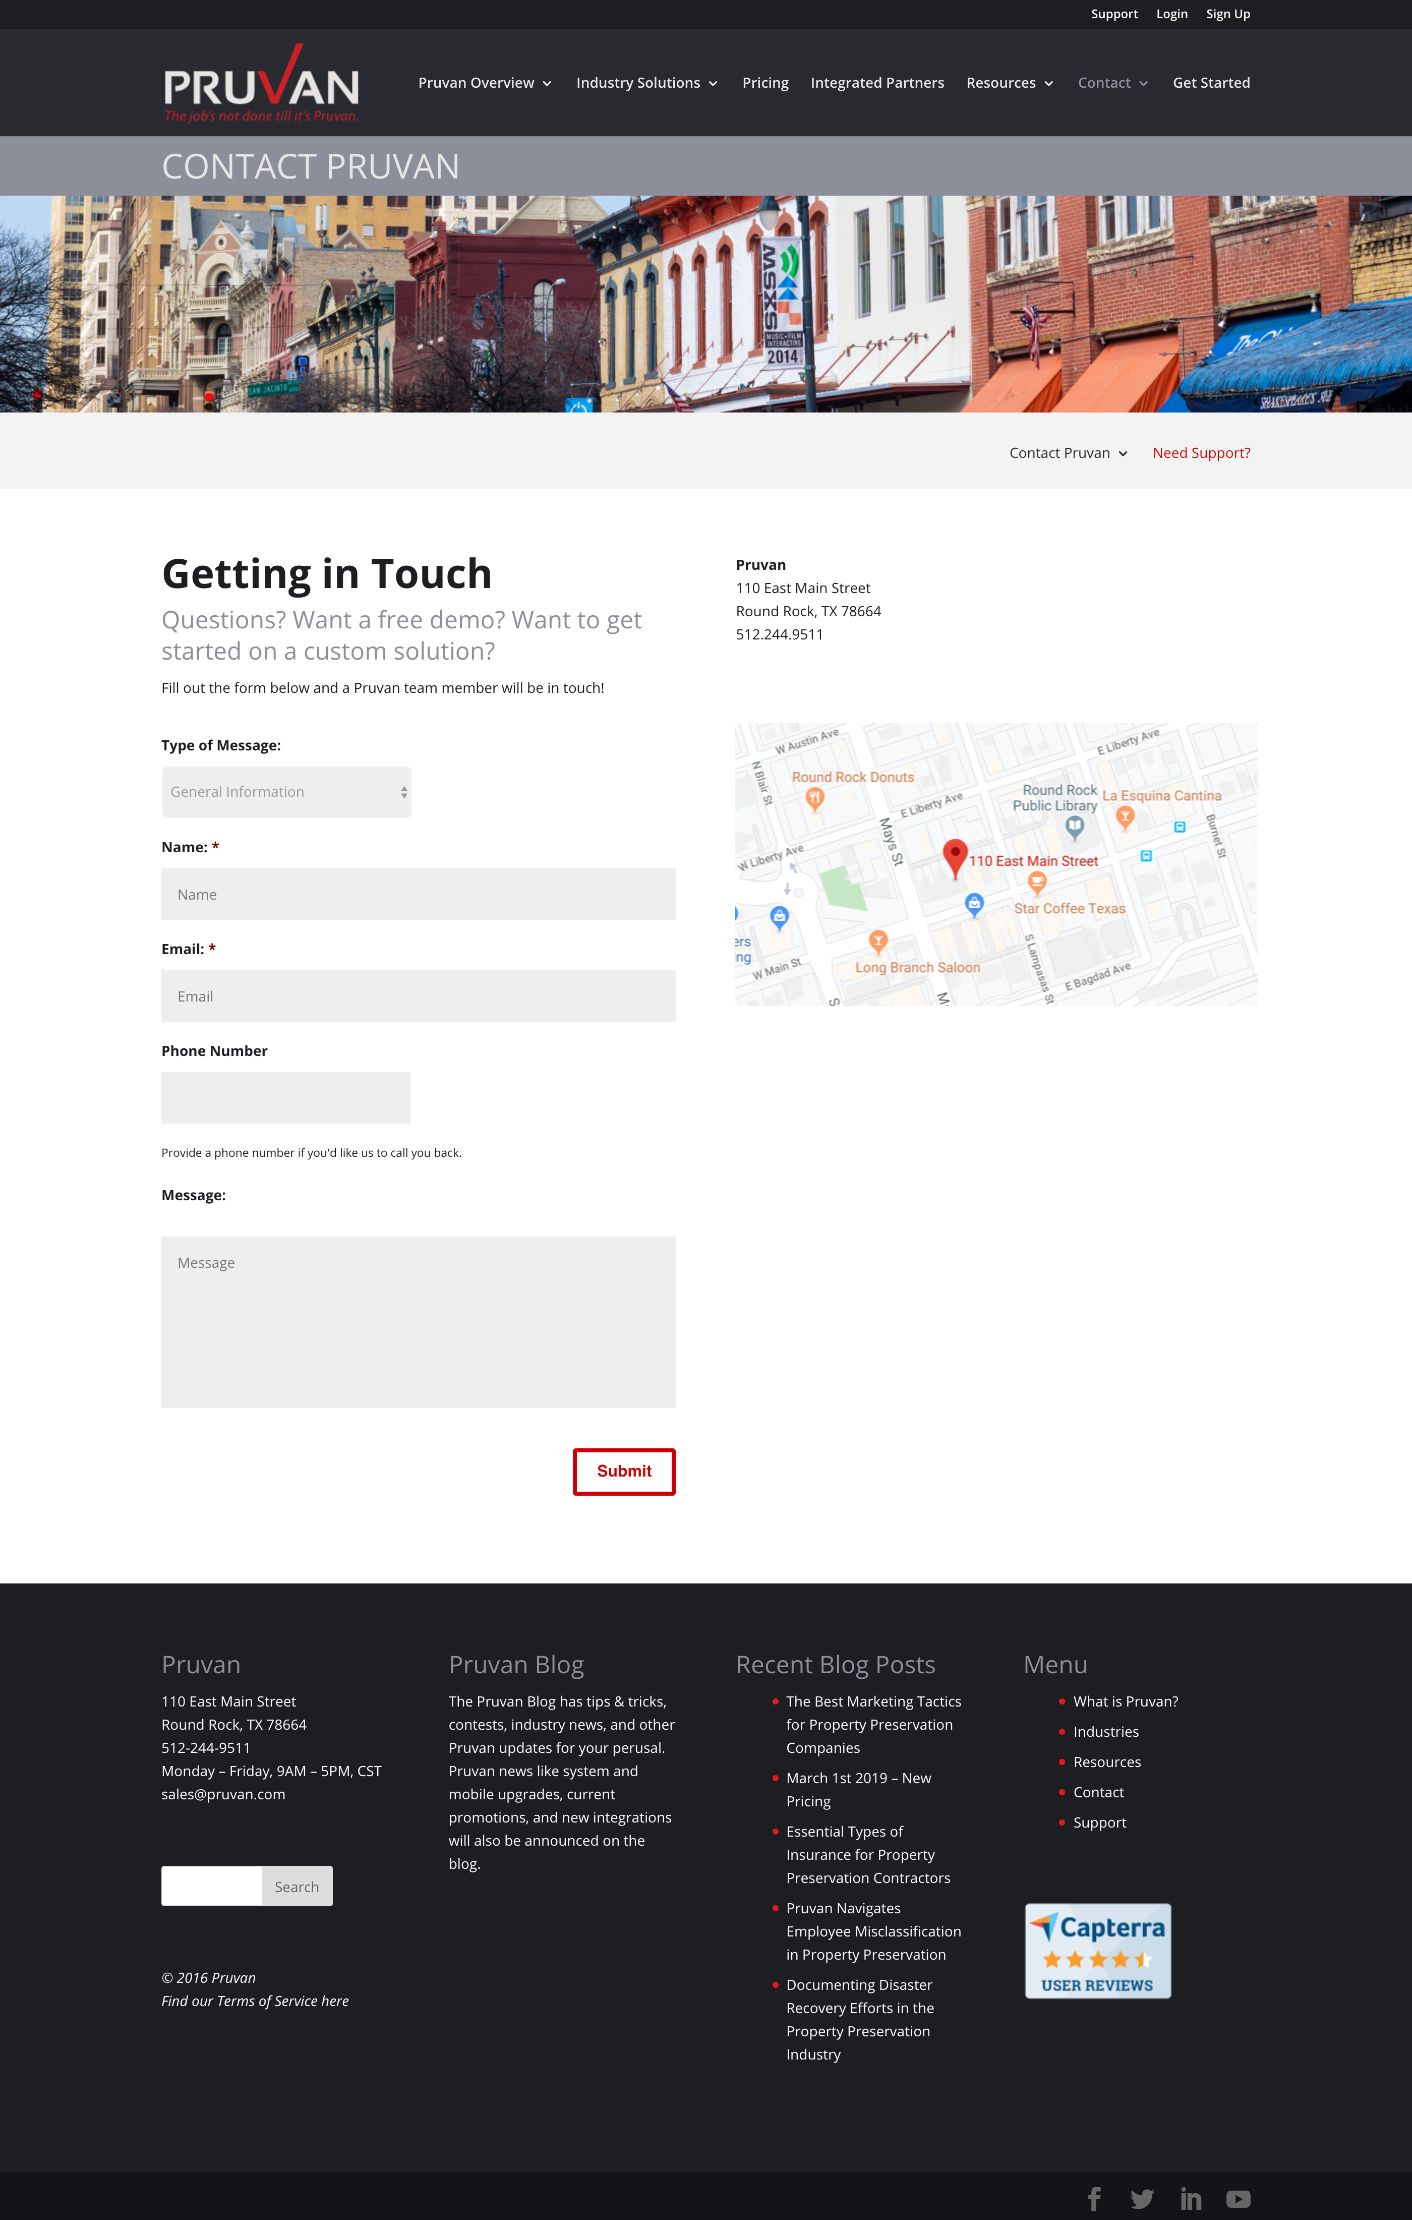 Support Login Sign Up
PRUVAN
The job's not done till it's Pruvan.
Pruvan Overview Industry Solutions Pricing Integrated Partners Resources Contact Get Started
CONTACT PRUVAN
SXSW
MUSIC+FILM
INTERACTIVE
2014
SAN JACINTO
Contact Pruvan Need Support?
Getting in Touch
Questions? Want a free demo? Want to get
started on a custom solution?
Fill out the form below and a Pruvan team member will be in touch!
Type of Message:
General Information
Name: *
Name
Email: *
Email
Phone Number
Provide a phone number if you'd like us to call you back.
Message:
Message
Submit
Pruvan
110 East Main Street
Round Rock, TX 78664
512.244.9511
W Austin Ave
E Liberty Ave
N Blair St
Round Rock Donuts
Round Rock
Public Library
La Esquina Cantina
E Liberty Ave
Mays St
Burnet St
W Liberty Ave
110 East Main Street
Star Coffee Texas
ers
ing
W Main St
Long Branch Saloon
S Lampasas St
E Bagdad Ave
S
M
Pruvan
110 East Main Street
Round Rock, TX 78664
512-244-9511
Monday – Friday, 9AM – 5PM, CST
sales@pruvan.com
Search
© 2016 Pruvan
Find our Terms of Service here
Pruvan Blog
The Pruvan Blog has tips & tricks,
contests, industry news, and other
Pruvan updates for your perusal.
Pruvan news like system and
mobile upgrades, current
promotions, and new integrations
will also be announced on the
blog.
Recent Blog Posts
The Best Marketing Tactics
for Property Preservation
Companies
March 1st 2019 – New
Pricing
Essential Types of
Insurance for Property
Preservation Contractors
Pruvan Navigates
Employee Misclassification
in Property Preservation
Documenting Disaster
Recovery Efforts in the
Property Preservation
Industry
Menu
What is Pruvan?
Industries
Resources
Contact
Support
Capterra
USER REVIEWS